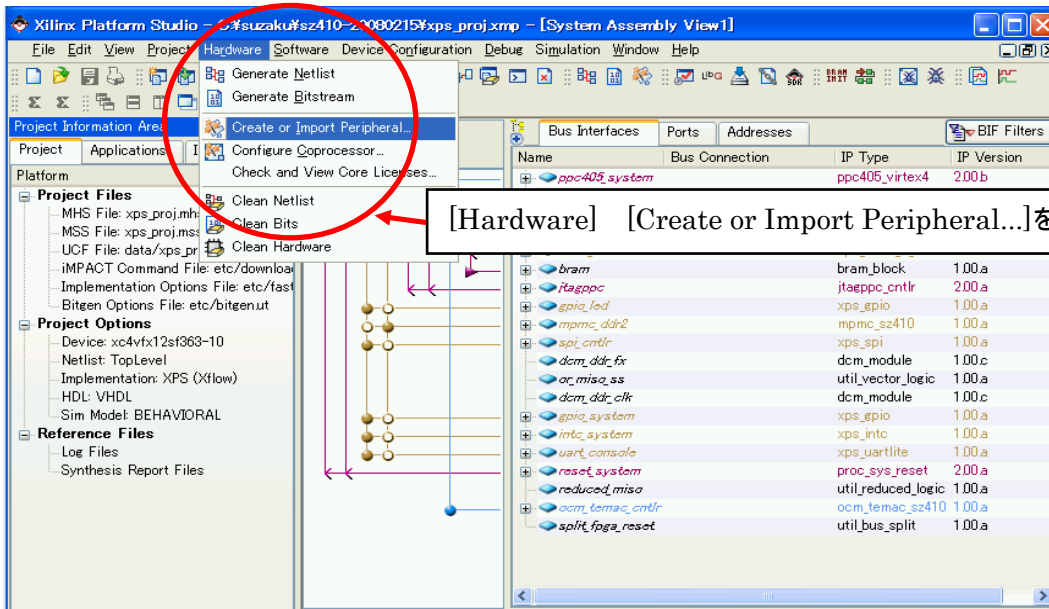 Xilinx Platform Studio - C:¥suzaku¥sz410-20080215¥xps_proj.xmp - [System Assembly View1]
File Edit View Project Hardware Software Device Configuration Debug Simulation Window Help
Generate Netlist
Generate Bitstream
Create or Import Peripheral...
Configure Coprocessor...
Check and View Core Licenses...
Clean Netlist
Clean Bits
Clean Hardware
Project Information Area
Project Applications
Platform
Project Files
MHS File: xps_proj.mh
MSS File: xps_proj.mss
UCF File: data/xps_pr
iMPACT Command File: etc/downloa
Implementation Options File: etc/fast
Bitgen Options File: etc/bitgen.ut
Project Options
Device: xc4vfx12sf363-10
Netlist: TopLevel
Implementation: XPS (Xflow)
HDL: VHDL
Sim Model: BEHAVIORAL
Reference Files
Log Files
Synthesis Report Files
Bus Interfaces Ports Addresses BIF Filters
Name Bus Connection IP Type IP Version
ppc405_system ppc405_virtex4 2.00.b
[Hardware] [Create or Import Peripheral...]を
bram bram_block 1.00.a
jtagppc jtagppc_cntlr 2.00.a
gpio_led xps_gpio 1.00.a
mpmc_ddr2 mpmc_sz410 1.00.a
spi_cntlr xps_spi 1.00.a
dcm_ddr_fx dcm_module 1.00.c
or_miso_ss util_vector_logic 1.00.a
dcm_ddr_clk dcm_module 1.00.c
gpio_system xps_gpio 1.00.a
intc_system xps_intc 1.00.a
uart_console xps_uartlite 1.00.a
reset_system proc_sys_reset 2.00.a
reduced_miso util_reduced_logic 1.00.a
ocm_temac_cntlr ocm_temac_sz410 1.00.a
split_fpga_reset util_bus_split 1.00.a